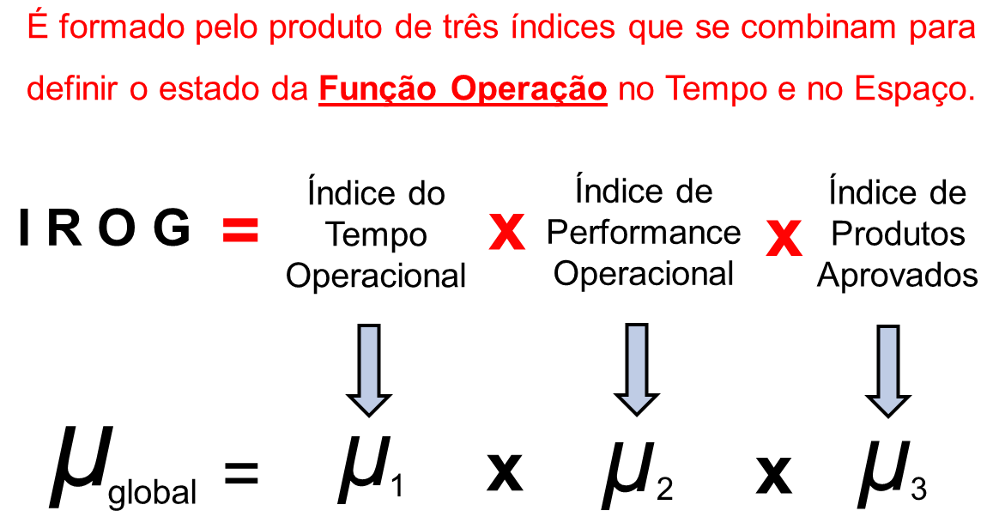 É formado pelo produto de três índices que se combinam para
definir o estado da Função Operação no Tempo e no Espaço.
I R O G = Índice do Tempo Operacional x Índice de Performance Operacional x Índice de Produtos Aprovados
μglobal = μ1 x μ2 x μ3